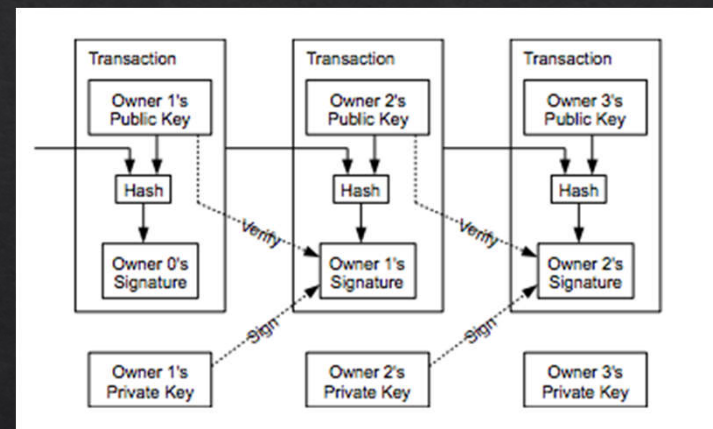 Transaction
Transaction
Transaction
Owner 1's
Public Key
Owner 2's
Public Key
Owner 3's
Public Key
Hash
Hash
Hash
Verify
Verify
Owner 0's
Signature
Owner 1's
Signature
Owner 2's
Signature
Sign
Sign
Owner 1's
Private Key
Owner 2's
Private Key
Owner 3's
Private Key